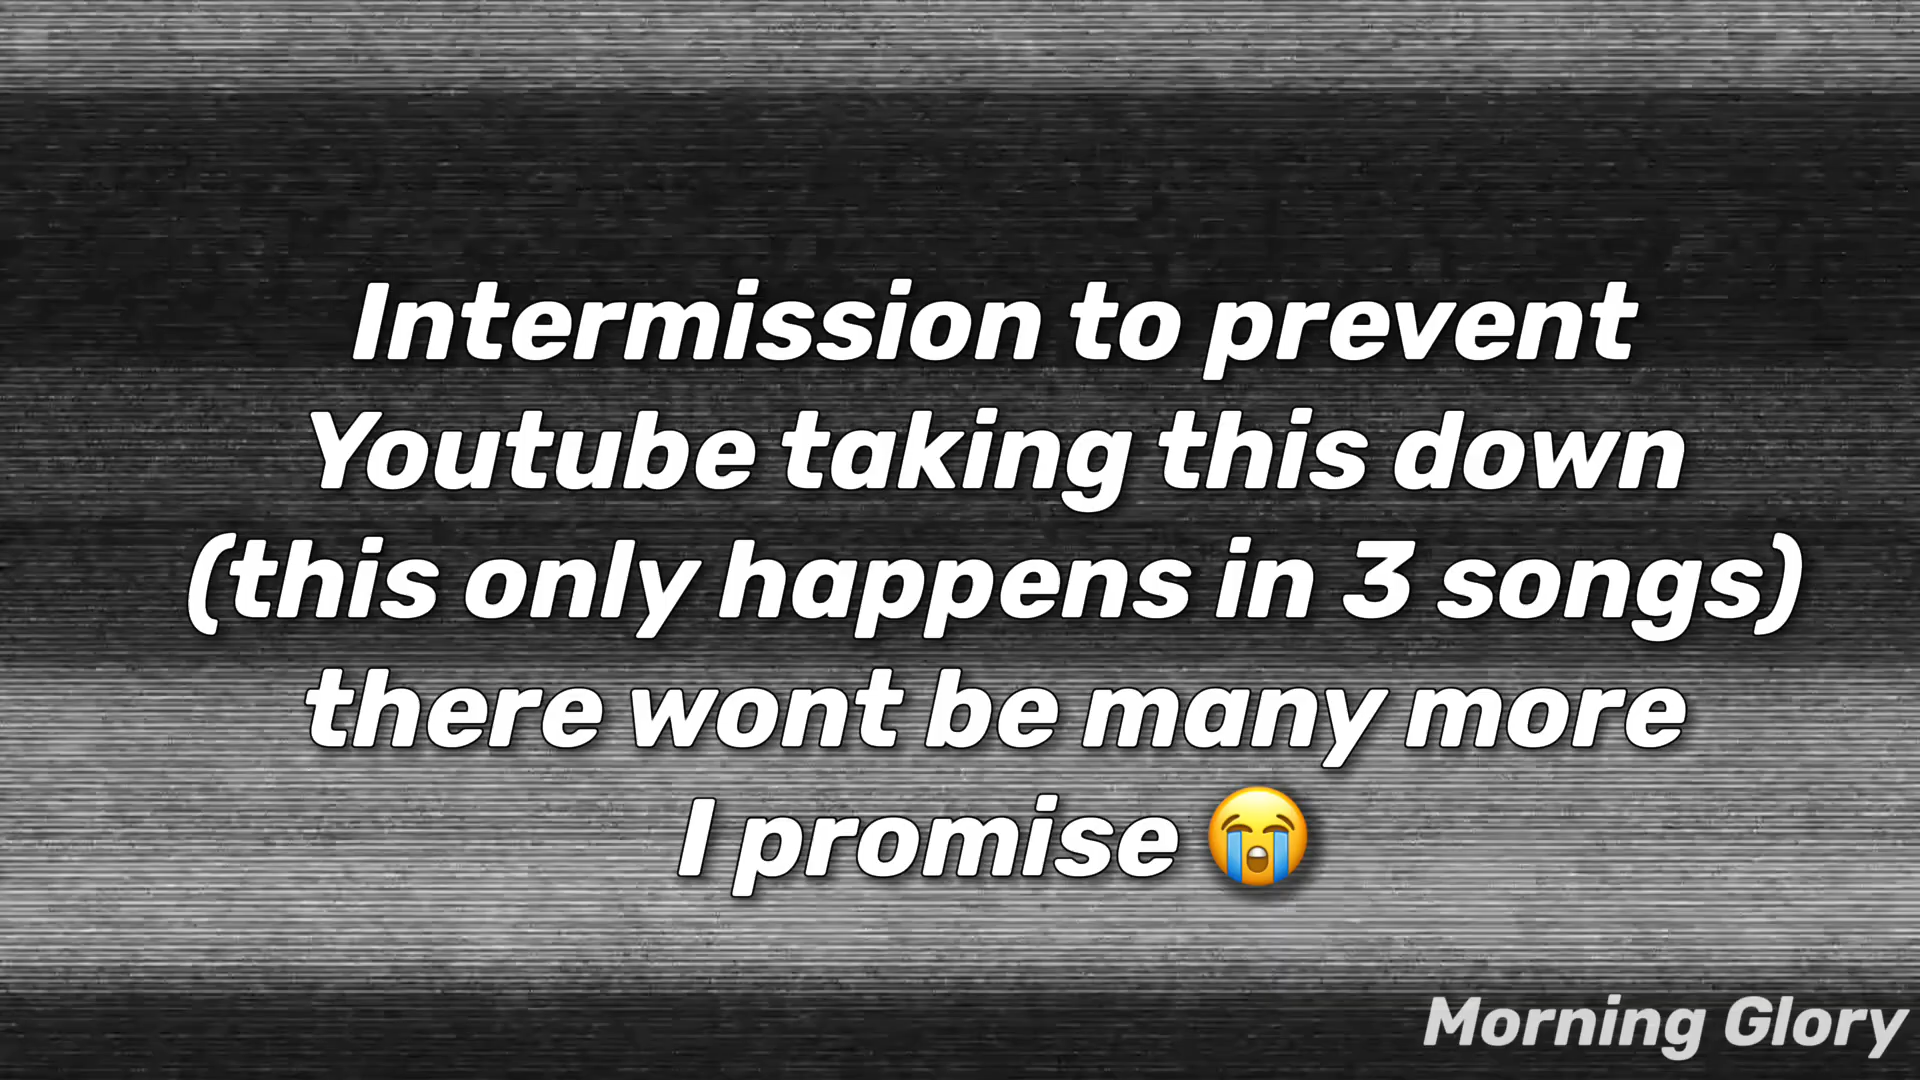 Intermission to prevent
Youtube taking this down
(this only happens in 3 songs)
there wont be many more
I promise 😭
Morning Glory